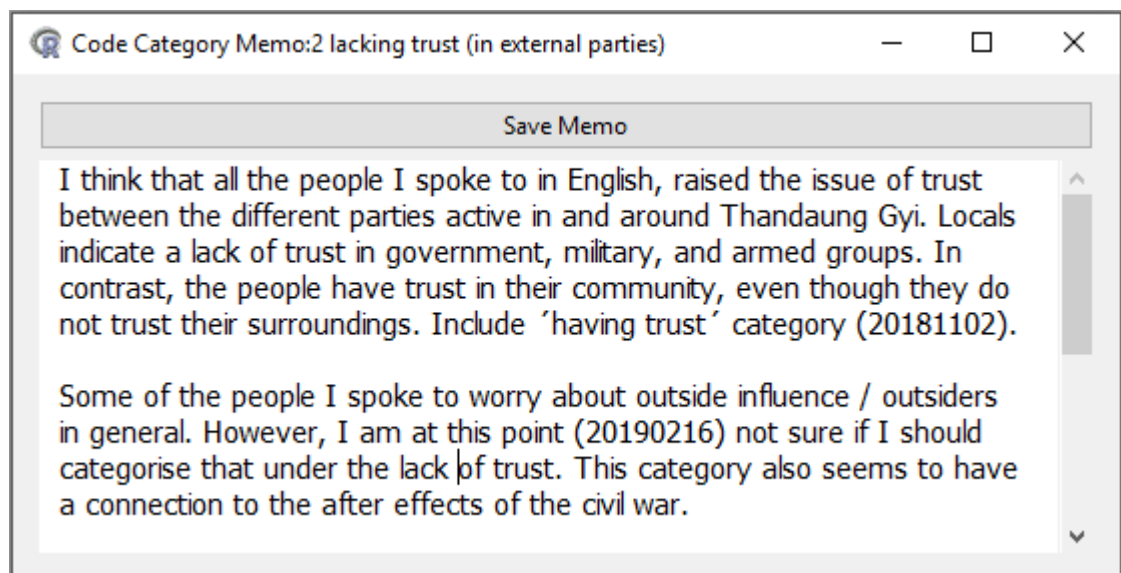 Code Category Memo:2 lacking trust (in external parties)
Save Memo
I think that all the people I spoke to in English, raised the issue of trust
between the different parties active in and around Thandaung Gyi. Locals
indicate a lack of trust in government, military, and armed groups. In
contrast, the people have trust in their community, even though they do
not trust their surroundings. Include ´having trust´ category (20181102).
Some of the people I spoke to worry about outside influence / outsiders
in general. However, I am at this point (20190216) not sure if I should
categorise that under the lack of trust. This category also seems to have
a connection to the after effects of the civil war.